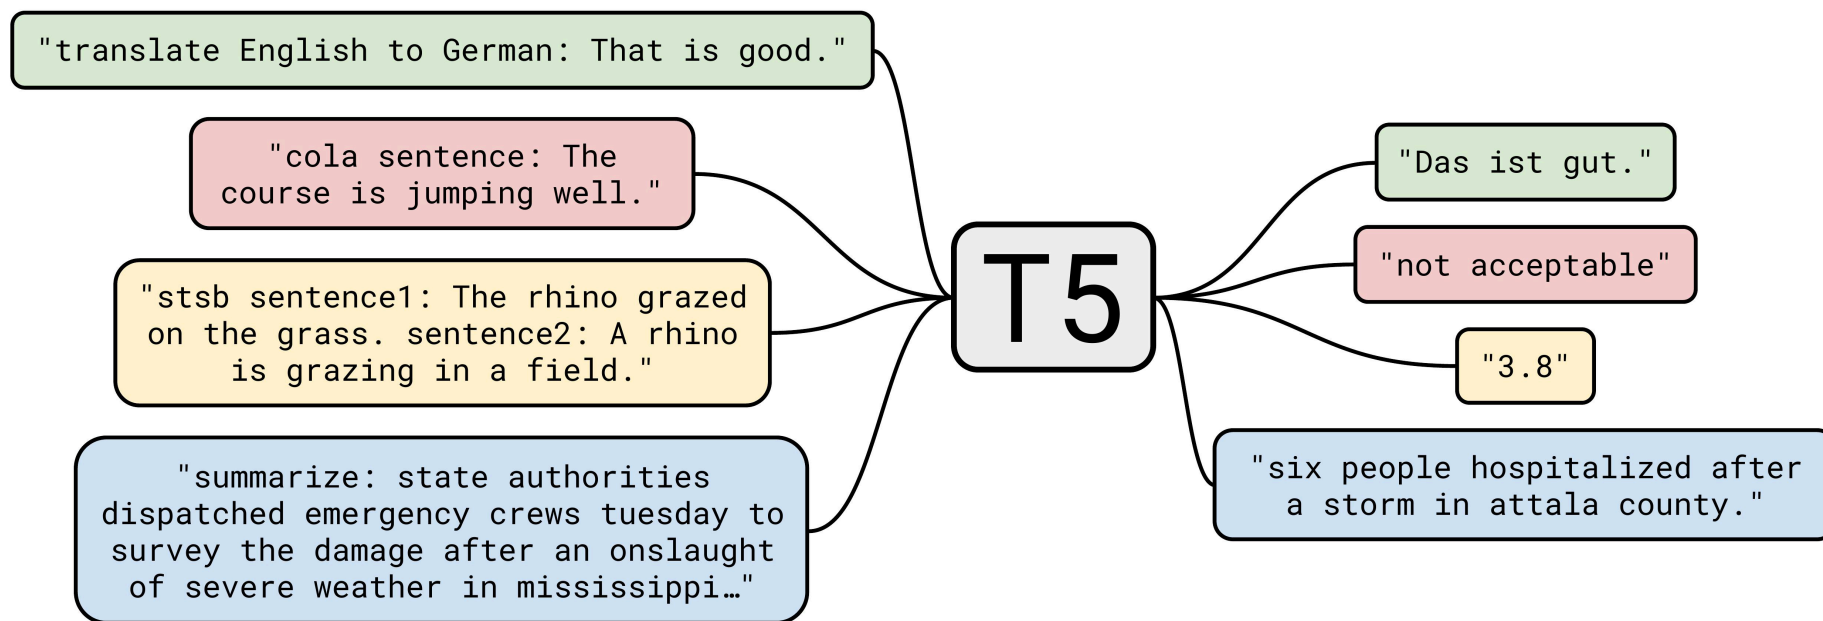 "translate English to German: That is good."
"cola sentence: The
course is jumping well."
"stsb sentence1: The rhino grazed
on the grass. sentence2: A rhino
is grazing in a field."
"summarize: state authorities
dispatched emergency crews tuesday to
survey the damage after an onslaught
of severe weather in mississippi…"
T5
"Das ist gut."
"not acceptable"
"3.8"
"six people hospitalized after
a storm in attala county."